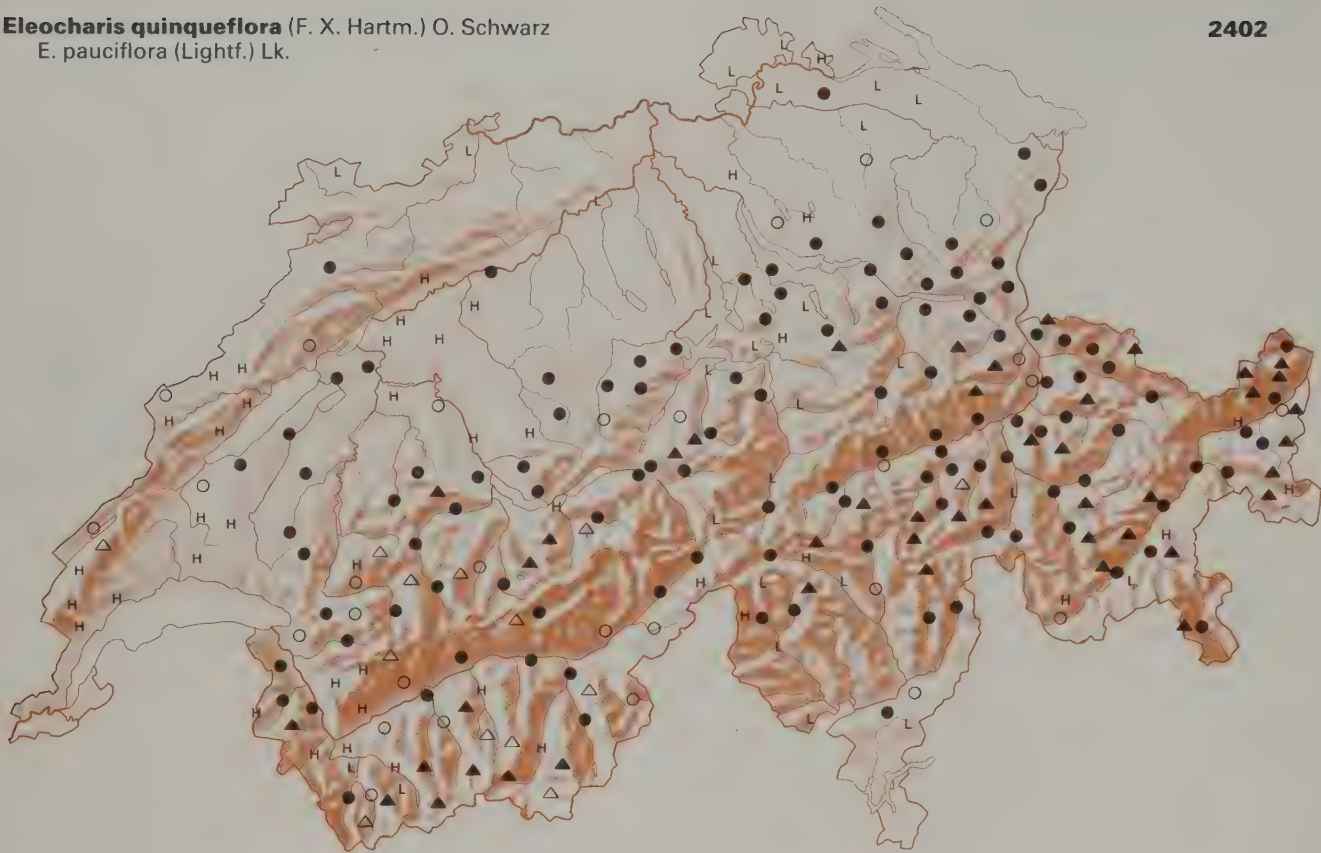 Eleocharis quinqueflora (F. X. Hartm.) O. Schwarz
E. pauciflora (Lightf.) Lk.
2402